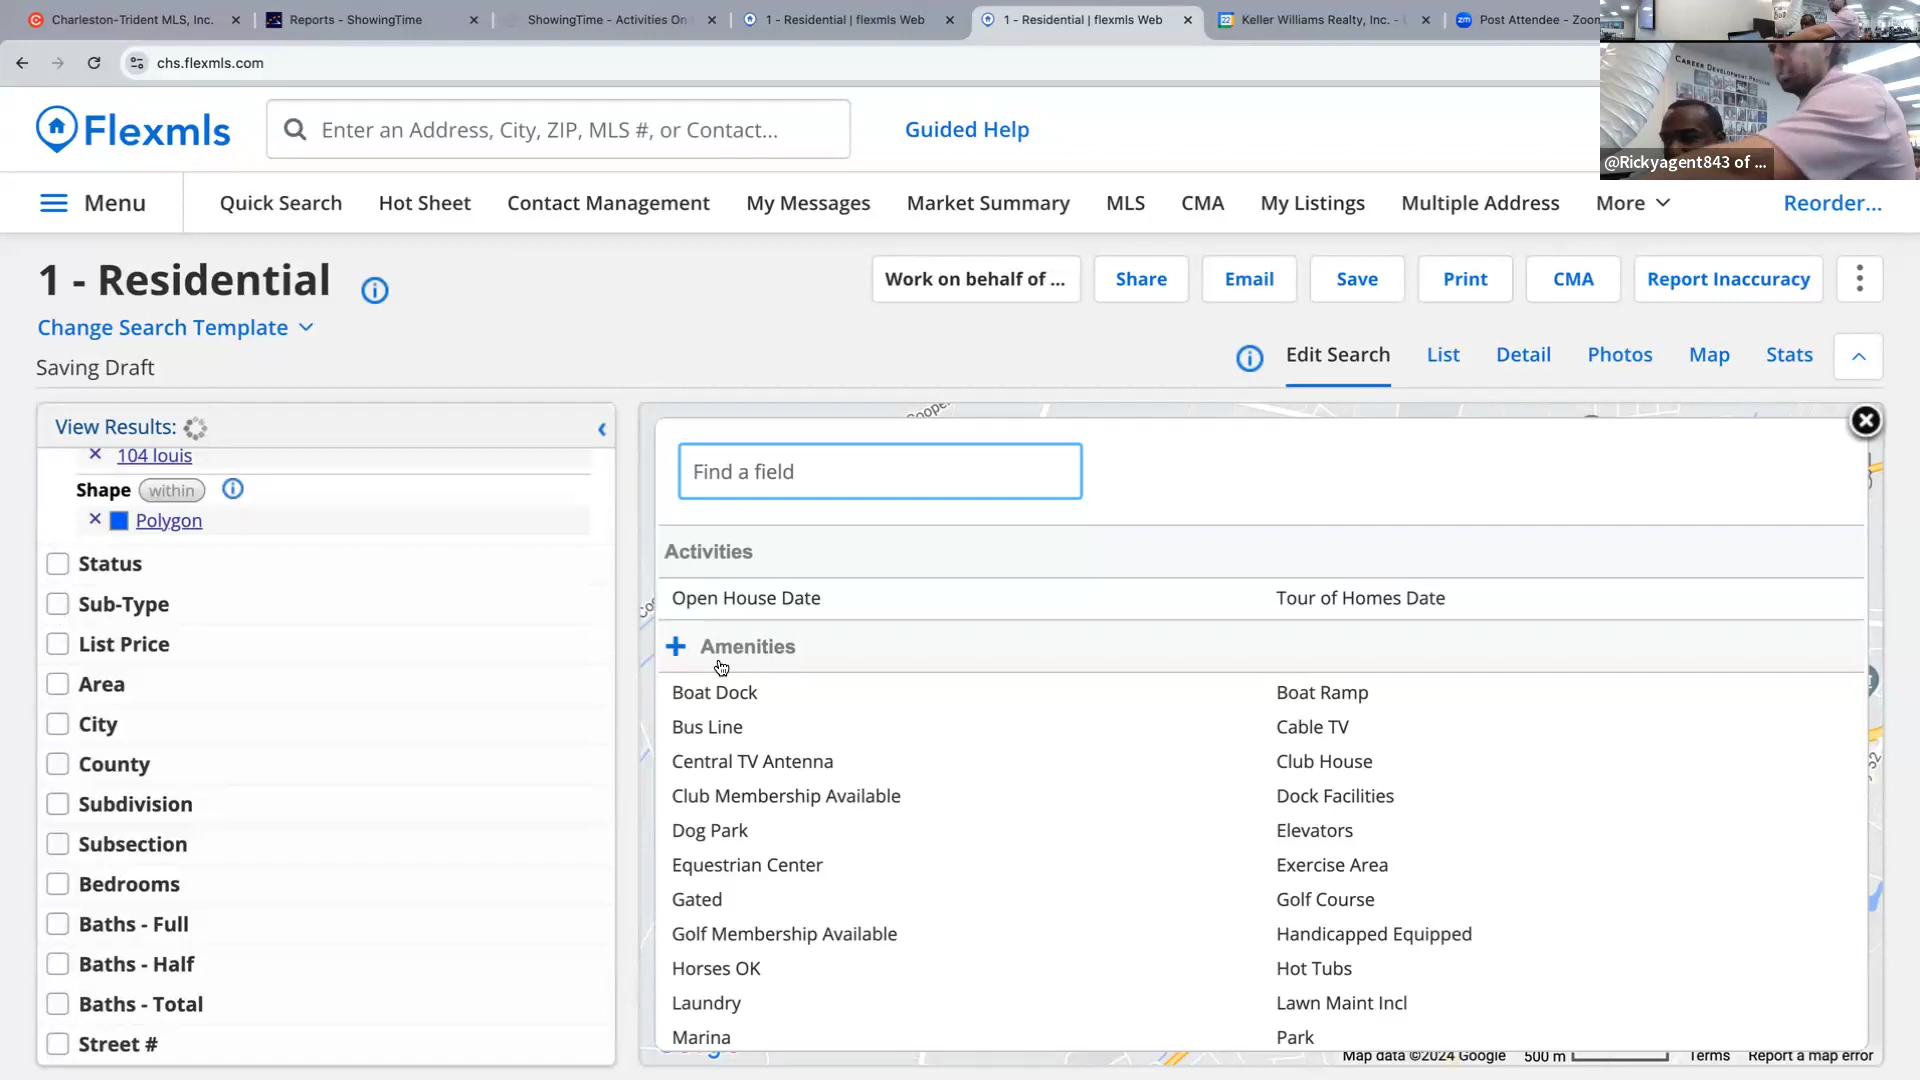 Charleston-Trident MLS, Inc.
Reports - ShowingTime
ShowingTime - Activities On
1 - Residential | flexmls Web
1 - Residential | flexmls Web
Keller Williams Realty, Inc. -
Post Attendee - Zoom
chs.flexmls.com
CAREER DEVELOPMENT PROGRAM
@Rickyagent843 of ...
Flexmls
Enter an Address, City, ZIP, MLS #, or Contact...
Guided Help
Menu
Quick Search
Hot Sheet
Contact Management
My Messages
Market Summary
MLS
CMA
My Listings
Multiple Address
More
Reorder...
1 - Residential
Work on behalf of ...
Share
Email
Save
Print
CMA
Report Inaccuracy
Change Search Template
Saving Draft
Edit Search
List
Detail
Photos
Map
Stats
View Results:
104 louis
Shape within
Polygon
Status
Sub-Type
List Price
Area
City
County
Subdivision
Subsection
Bedrooms
Baths - Full
Baths - Half
Baths - Total
Street #
Cooper
Find a field
Activities
Open House Date
Tour of Homes Date
Amenities
Boat Dock
Boat Ramp
Bus Line
Cable TV
Central TV Antenna
Club House
Club Membership Available
Dock Facilities
Dog Park
Elevators
Equestrian Center
Exercise Area
Gated
Golf Course
Golf Membership Available
Handicapped Equipped
Horses OK
Hot Tubs
Laundry
Lawn Maint Incl
Marina
Park
Map data ©2024 Google
500 m
Terms
Report a map error